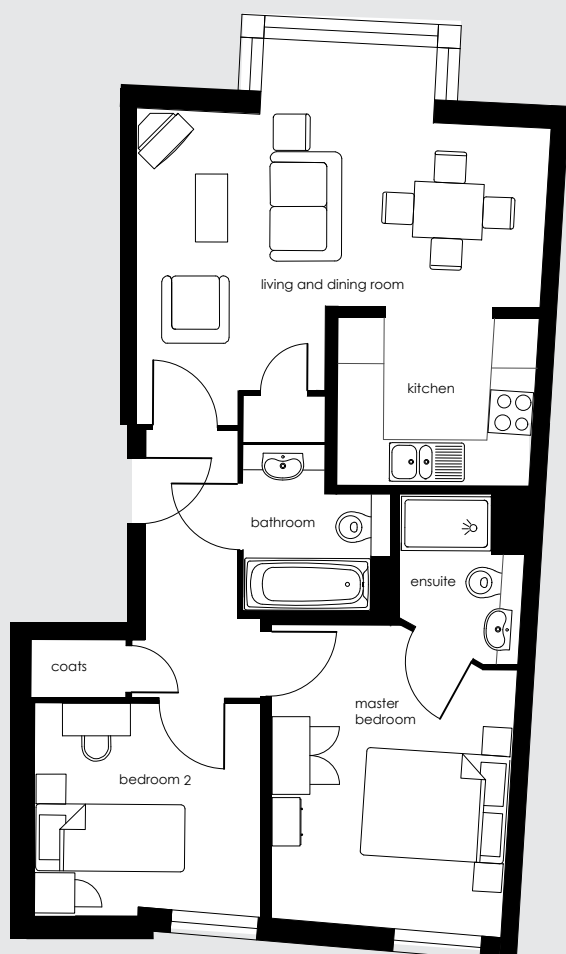 living and dining room
kitchen
bathroom
ensuite
coats
master
bedroom
bedroom 2